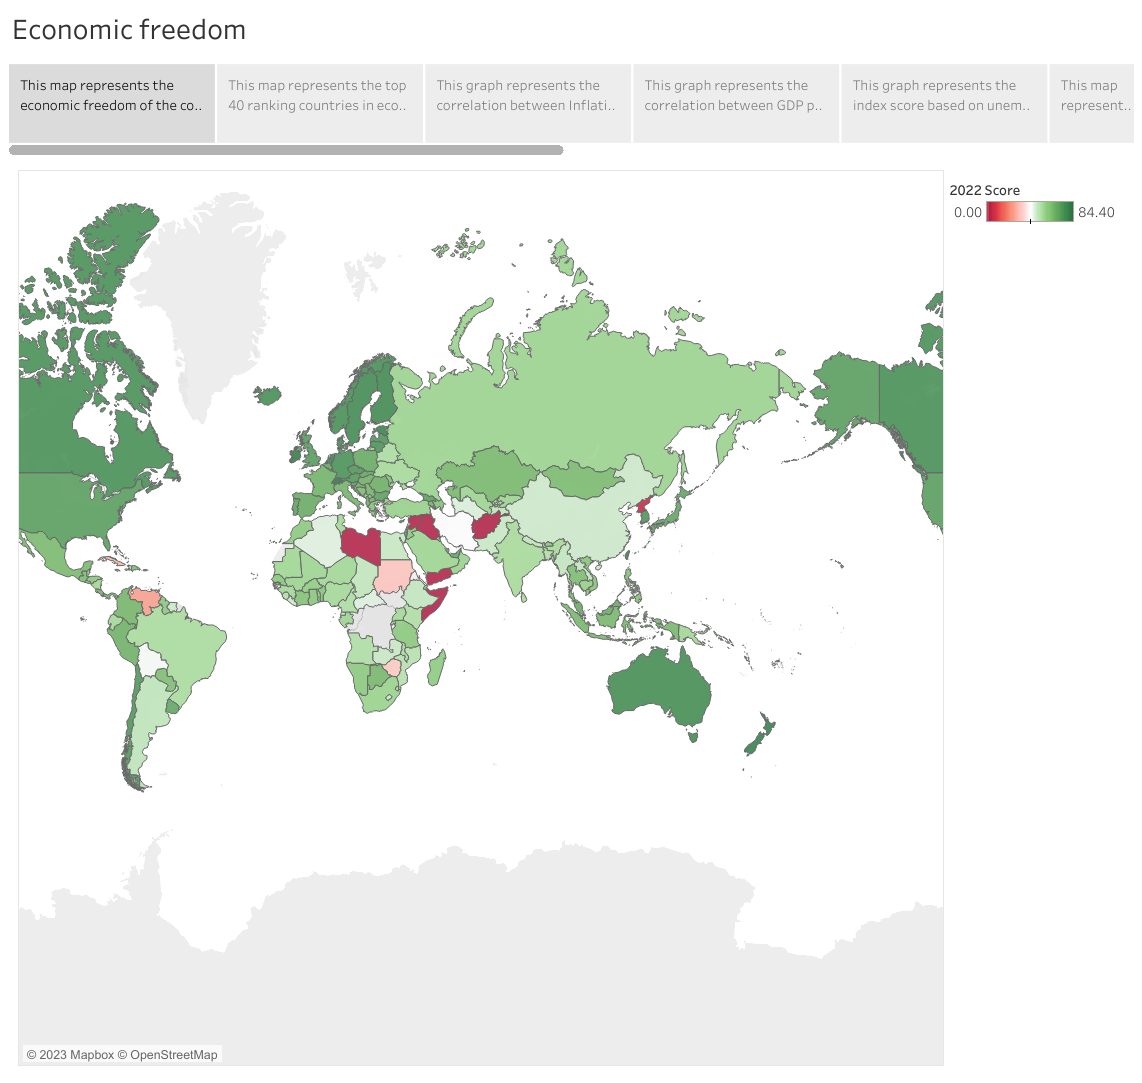 Economic freedom
This map represents the
economic freedom of the co..
This map represents the top
40 ranking countries in eco..
This graph represents the
correlation between Inflati..
This graph represents the
correlation between GDP p..
This graph represents the
index score based on unem..
This map
represent..
2022 Score
0.00
84.40
© 2023 Mapbox © OpenStreetMap